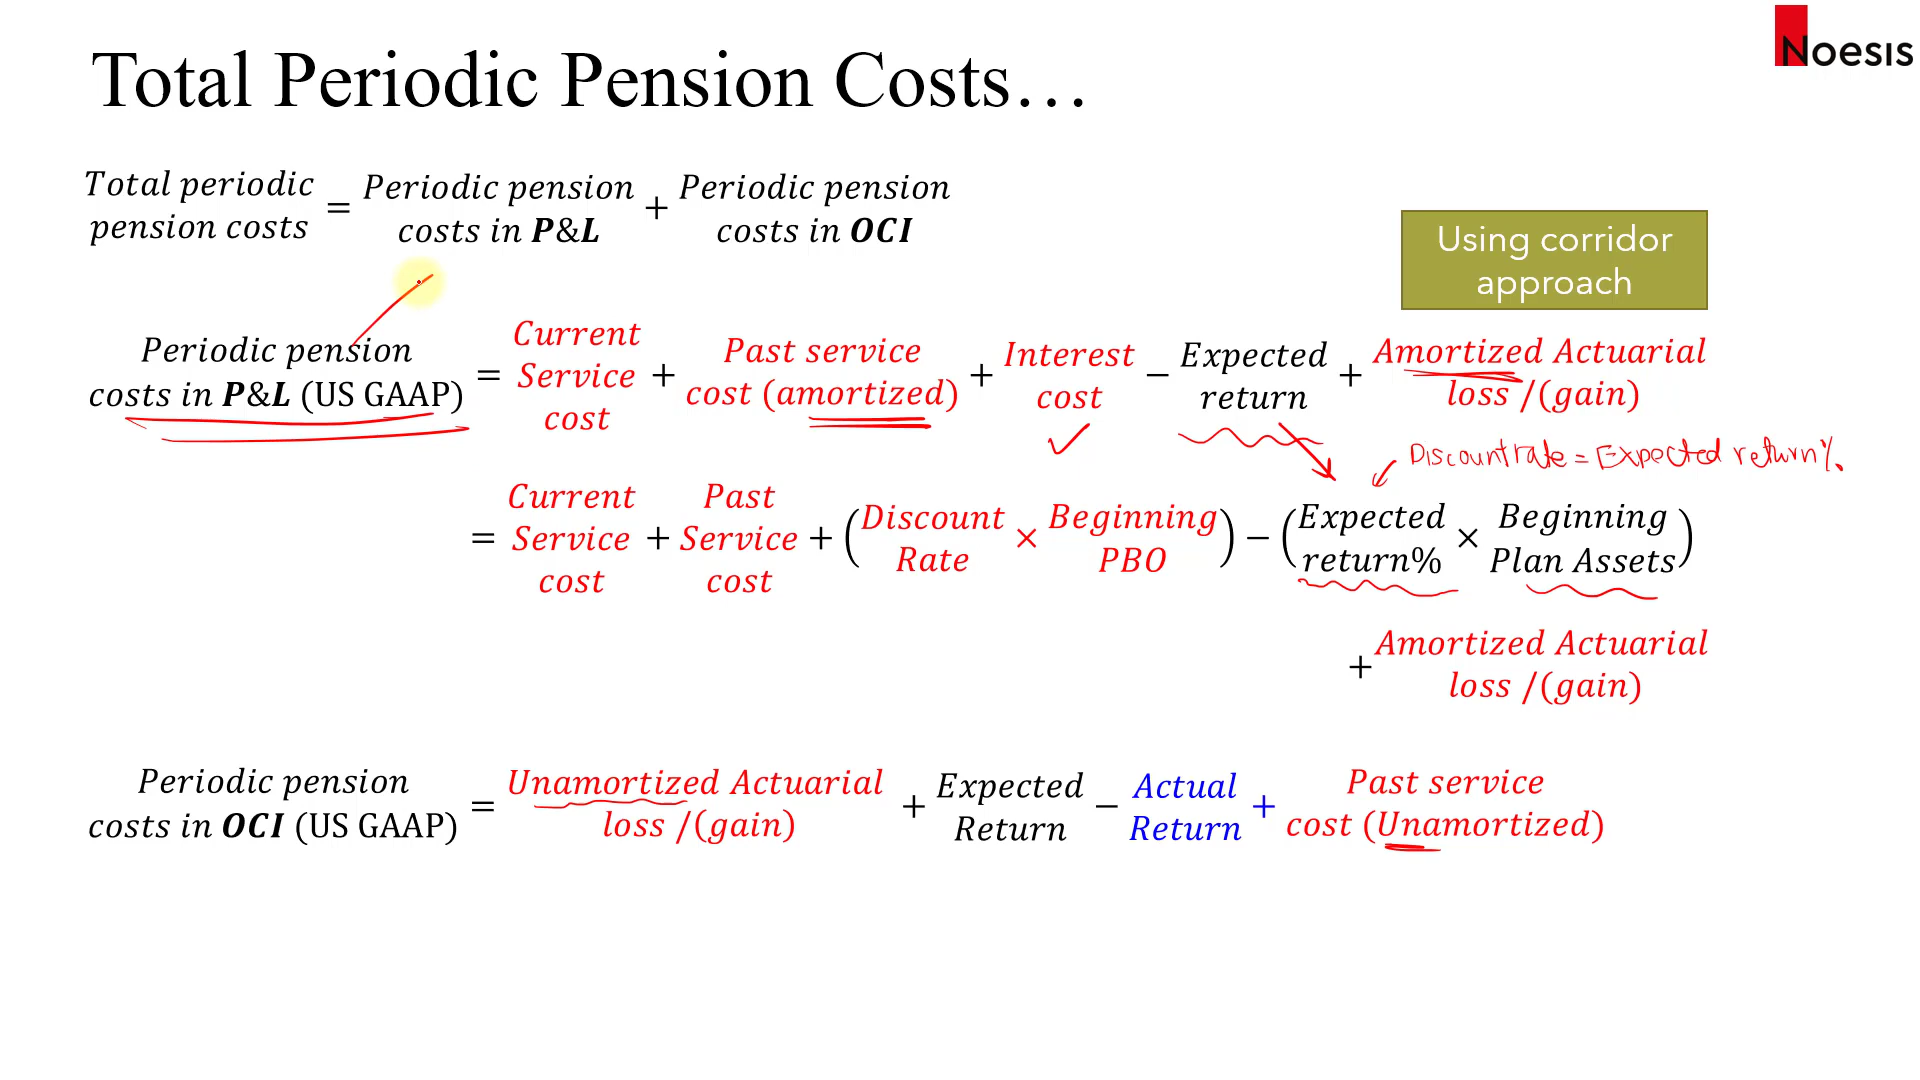 Noesis
Total Periodic Pension Costs…
Total periodic pension costs = Periodic pension costs in P&L + Periodic pension costs in OCI
Using corridor
approach
Periodic pension costs in P&L (US GAAP) = Current Service cost + Past service cost (amortized) + Interest cost − Expected return + Amortized Actuarial loss /(gain)
Discount rate = Expected return%.
= Current Service cost + Past Service cost + (Discount Rate × Beginning PBO) − (Expected return% × Beginning Plan Assets)
+ Amortized Actuarial loss /(gain)
Periodic pension costs in OCI (US GAAP) = Unamortized Actuarial loss /(gain) + Expected Return − Actual Return + Past service cost (Unamortized)